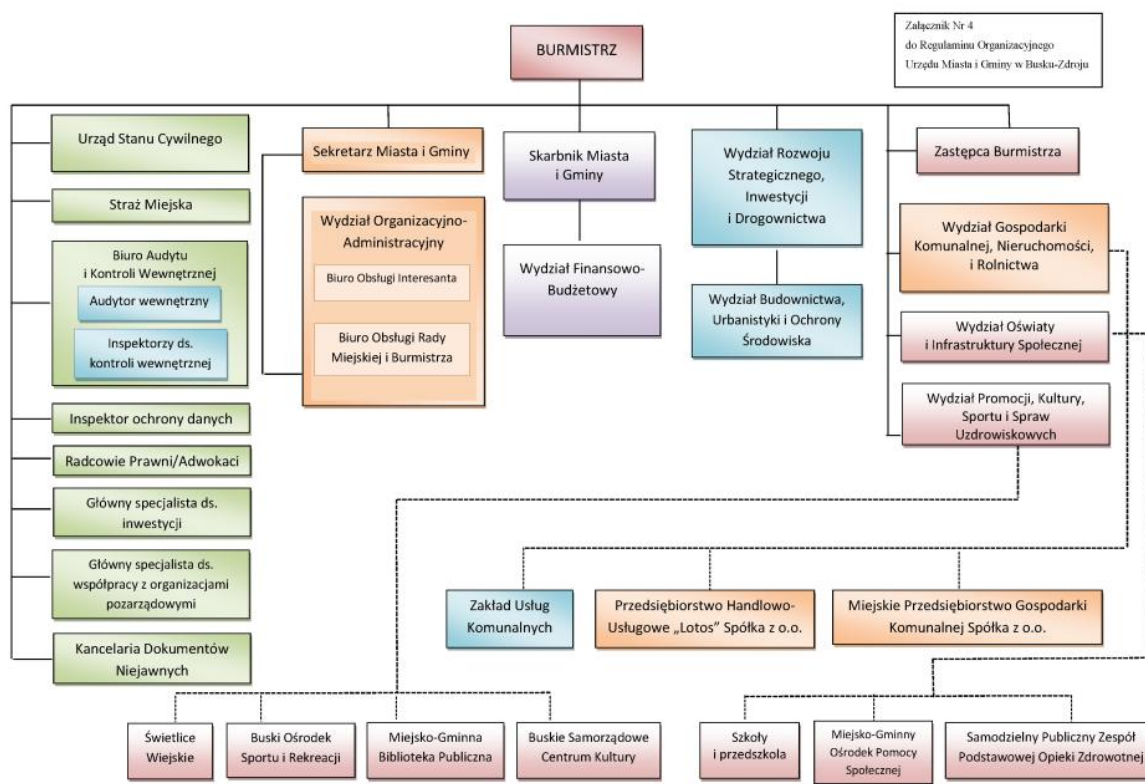 Załącznik Nr 4
do Regulaminu Organizacyjnego
Urzędu Miasta i Gminy w Busku-Zdroju
BURMISTRZ
Urząd Stanu Cywilnego
Straż Miejska
Biuro Audytu
i Kontroli Wewnętrznej
Audytor wewnętrzny
Inspektorzy ds.
kontroli wewnętrznej
Inspektor ochrony danych
Radcowie Prawni/Adwokaci
Główny specjalista ds.
inwestycji
Główny specjalista ds.
współpracy z organizacjami
pozarządowymi
Kancelaria Dokumentów
Niejawnych
Sekretarz Miasta i Gminy
Wydział Organizacyjno-
Administracyjny
Biuro Obsługi Interesanta
Biuro Obsługi Rady
Miejskiej i Burmistrza
Skarbnik Miasta
i Gminy
Wydział Finansowo-
Budżetowy
Wydział Rozwoju
Strategicznego,
Inwestycji
i Drogownictwa
Wydział Budownictwa,
Urbanistyki i Ochrony
Środowiska
Zastępca Burmistrza
Wydział Gospodarki
Komunalnej, Nieruchomości,
i Rolnictwa
Wydział Oświaty
i Infrastruktury Społecznej
Wydział Promocji, Kultury,
Sportu i Spraw
Uzdrowiskowych
Zakład Usług
Komunalnych
Przedsiębiorstwo Handlowo-
Usługowe „Lotos” Spółka z o.o.
Miejskie Przedsiębiorstwo Gospodarki
Komunalnej Spółka z o.o.
Świetlice
Wiejskie
Buski Ośrodek
Sportu i Rekreacji
Miejsko-Gminna
Biblioteka Publiczna
Buskie Samorządowe
Centrum Kultury
Szkoły
i przedszkola
Miejsko-Gminny
Ośrodek Pomocy
Społecznej
Samodzielny Publiczny Zespół
Podstawowej Opieki Zdrowotnej